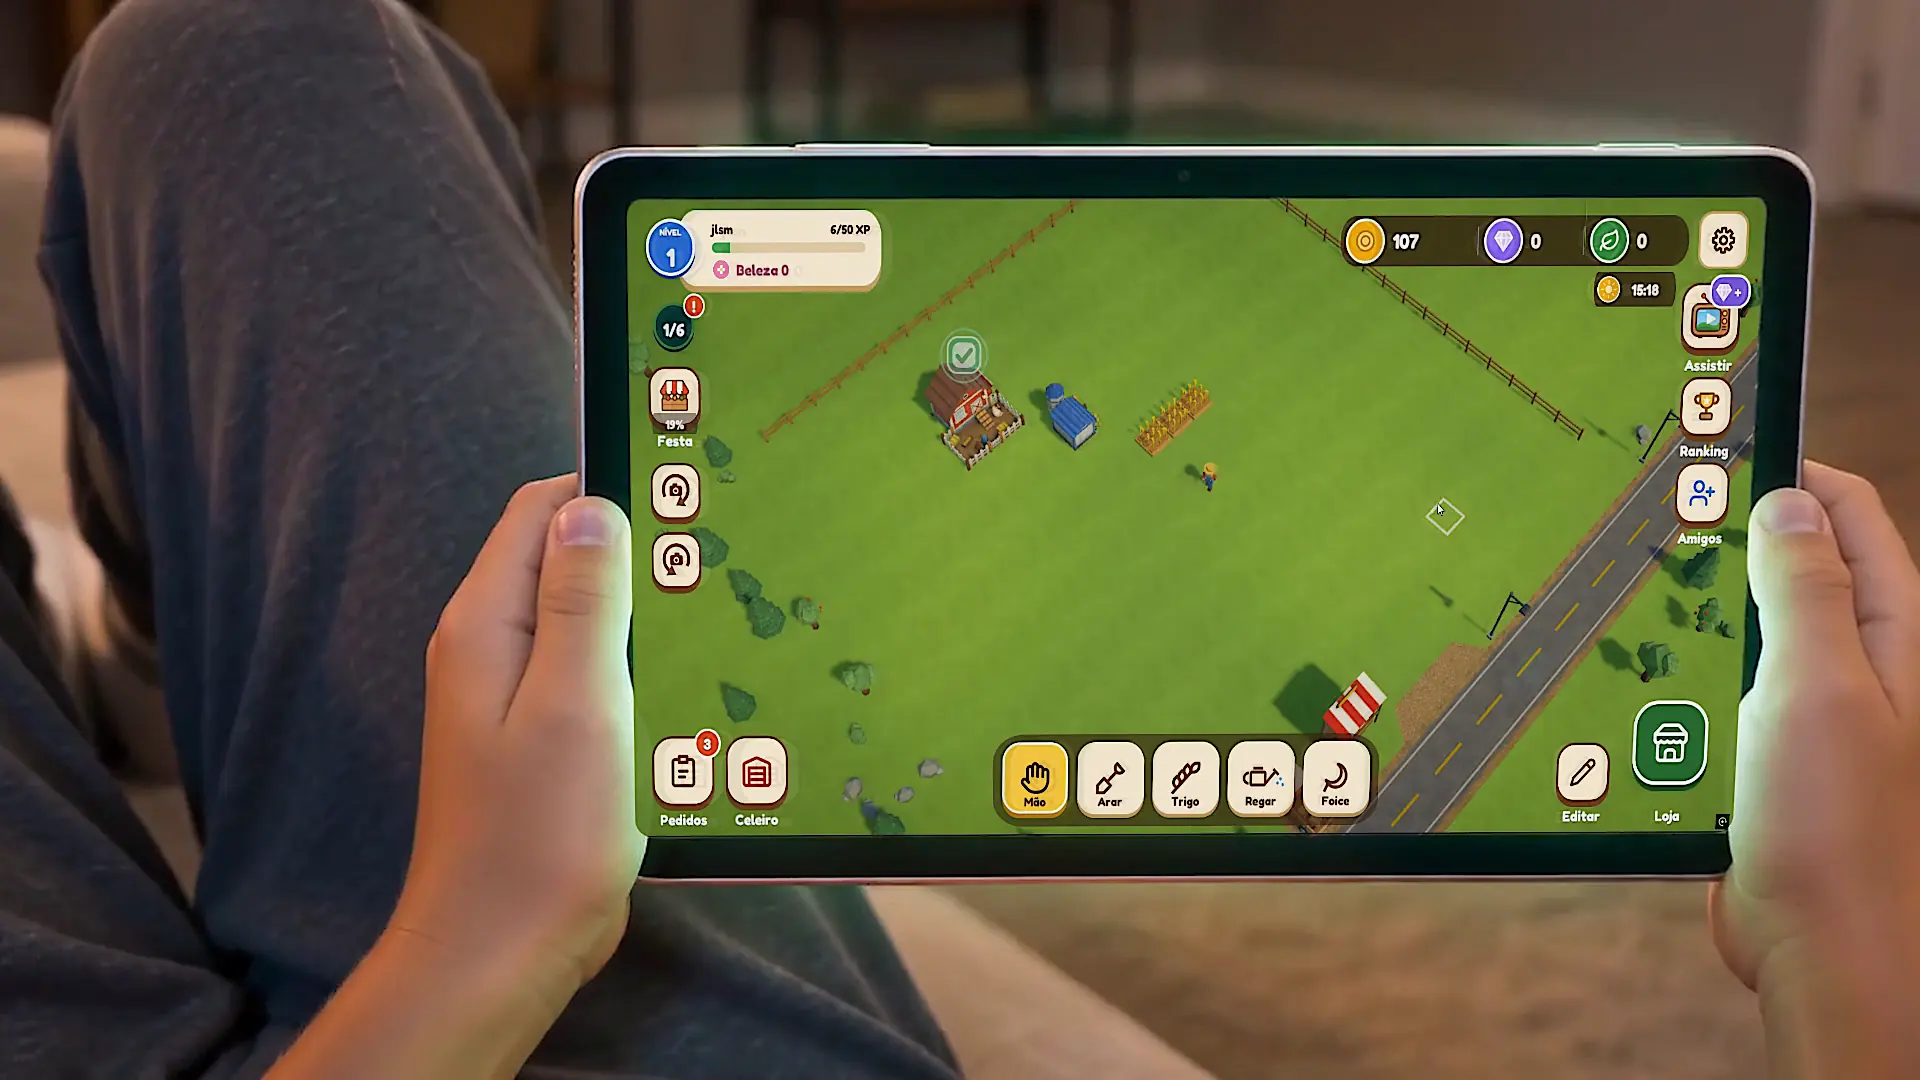 NÍVEL
1
jlsm
6/50 XP
Beleza 0
107
0
0
15:18
1/6
!
19%
Festa
Assistir
Ranking
Amigos
3
Pedidos
Celeiro
Mão
Arar
Trigo
Regar
Foice
Editar
Loja